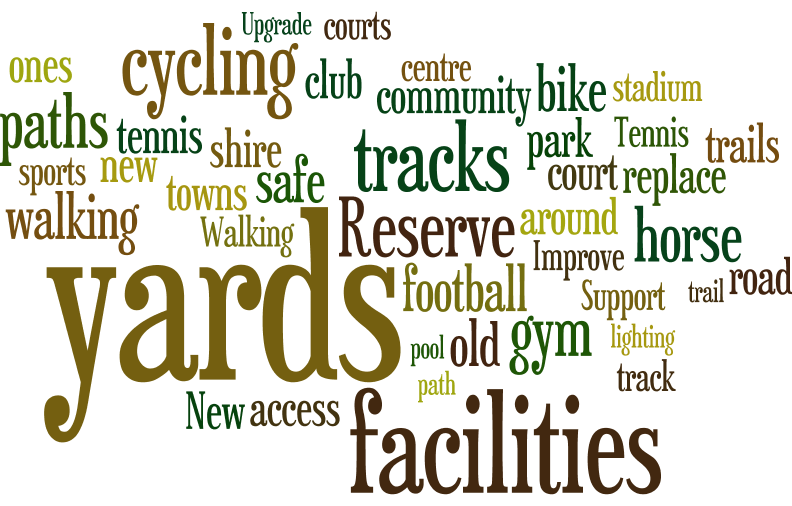 Upgrade
courts
cycling
ones
club
centre
community
bike
stadium
paths
tennis
shire
tracks
park
Tennis
trails
sports
new
towns
safe
court
replace
walking
Walking
Reserve
around
horse
Improve
yards
football
Support
trail
road
pool
old
gym
lighting
path
track
New
access
facilities